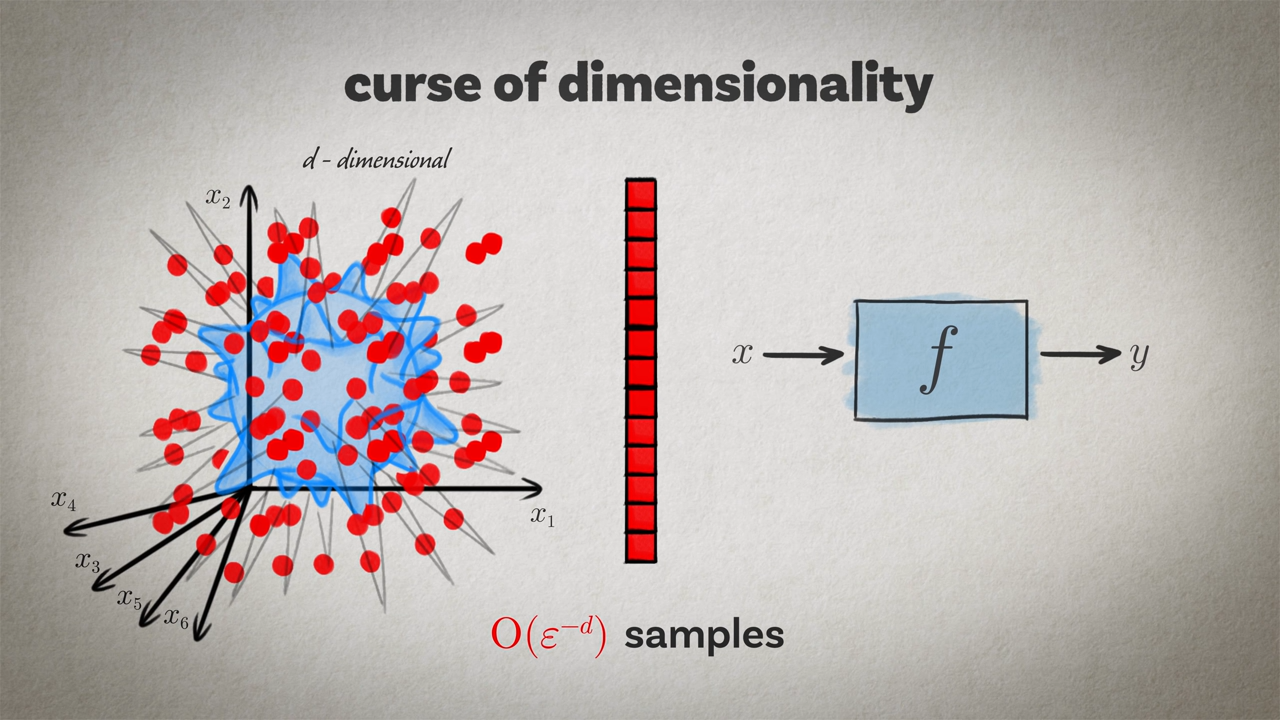 curse of dimensionality
d - dimensional
x₂
x₄
x₃
x₅
x₆
x₁
x
f
y
O(ε⁻ᵈ) samples